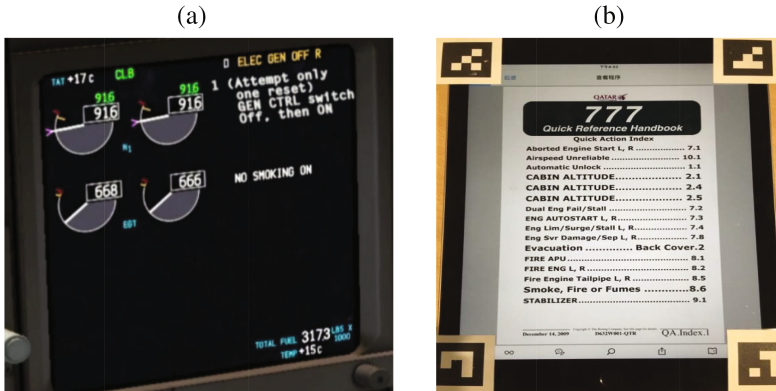 (a)
TAT +17c CLB
916 916
916 916
N1
668 666
EGT
TOTAL FUEL 317.3 LBS X 1000
TEMP +15c
ELEC GEN OFF R
1 (Attempt only
one reset)
GEN CTRL switch
Off, then ON
NO SMOKING ON
(b)
查看程序
QATAR
777
Quick Reference Handbook
Quick Action Index
Aborted Engine Start L, R ........ 7.1
Airspeed Unreliable ........ 10.1
Automatic Unlock ........ 1.1
CABIN ALTITUDE........ 2.1
CABIN ALTITUDE........ 2.4
CABIN ALTITUDE........ 2.5
Dual Eng Fail/Stall ........ 7.2
ENG AUTOSTART L, R........ 7.3
Eng Lim/Surge/Stall L, R........ 7.4
Eng Svr Damage/Sep L, R........ 7.8
Evacuation ........ Back Cover.2
FIRE APU ........ 8.1
FIRE ENG L, R ........ 8.2
Fire Engine Tailpipe L, R ........ 8.5
Smoke, Fire or Fumes ........ 8.6
STABILIZER........ 9.1
December 14, 2009 D632W001-QTR QA.Index.1